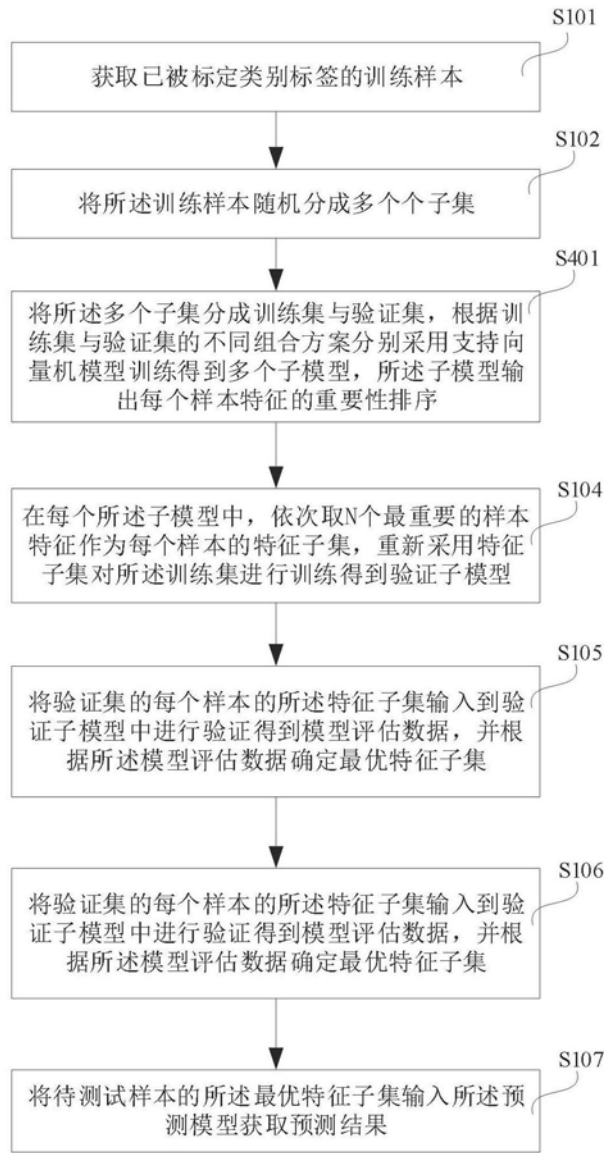 S101
获取已被标定类别标签的训练样本
S102
将所述训练样本随机分成多个个子集
S401
将所述多个子集分成训练集与验证集，根据训
练集与验证集的不同组合方案分别采用支持向
量机模型训练得到多个子模型，所述子模型输
出每个样本特征的重要性排序
S104
在每个所述子模型中，依次取N个最重要的样本
特征作为每个样本的特征子集，重新采用特征
子集对所述训练集进行训练得到验证子模型
S105
将验证集的每个样本的所述特征子集输入到验
证子模型中进行验证得到模型评估数据，并根
据所述模型评估数据确定最优特征子集
S106
将验证集的每个样本的所述特征子集输入到验
证子模型中进行验证得到模型评估数据，并根
据所述模型评估数据确定最优特征子集
S107
将待测试样本的所述最优特征子集输入所述预
测模型获取预测结果